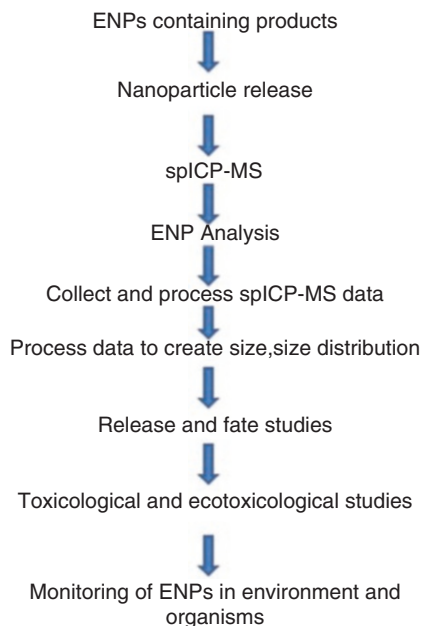 ENPs containing products
Nanoparticle release
spICP-MS
ENP Analysis
Collect and process spICP-MS data
Process data to create size,size distribution
Release and fate studies
Toxicological and ecotoxicological studies
Monitoring of ENPs in environment and
organisms